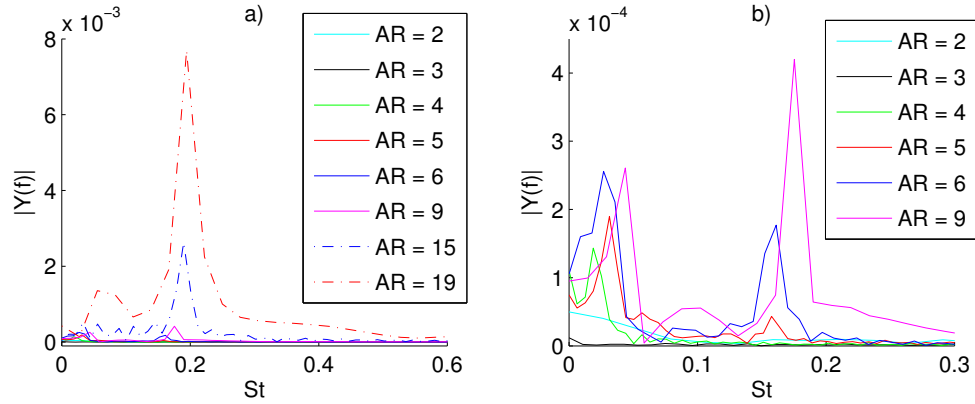 x 10⁻³
a)
8
6
4
2
0
|Y(f)|
0
0.2
0.4
0.6
St
AR = 2
AR = 3
AR = 4
AR = 5
AR = 6
AR = 9
AR = 15
AR = 19
x 10⁻⁴
b)
4
3
2
1
0
|Y(f)|
0
0.1
0.2
0.3
St
AR = 2
AR = 3
AR = 4
AR = 5
AR = 6
AR = 9